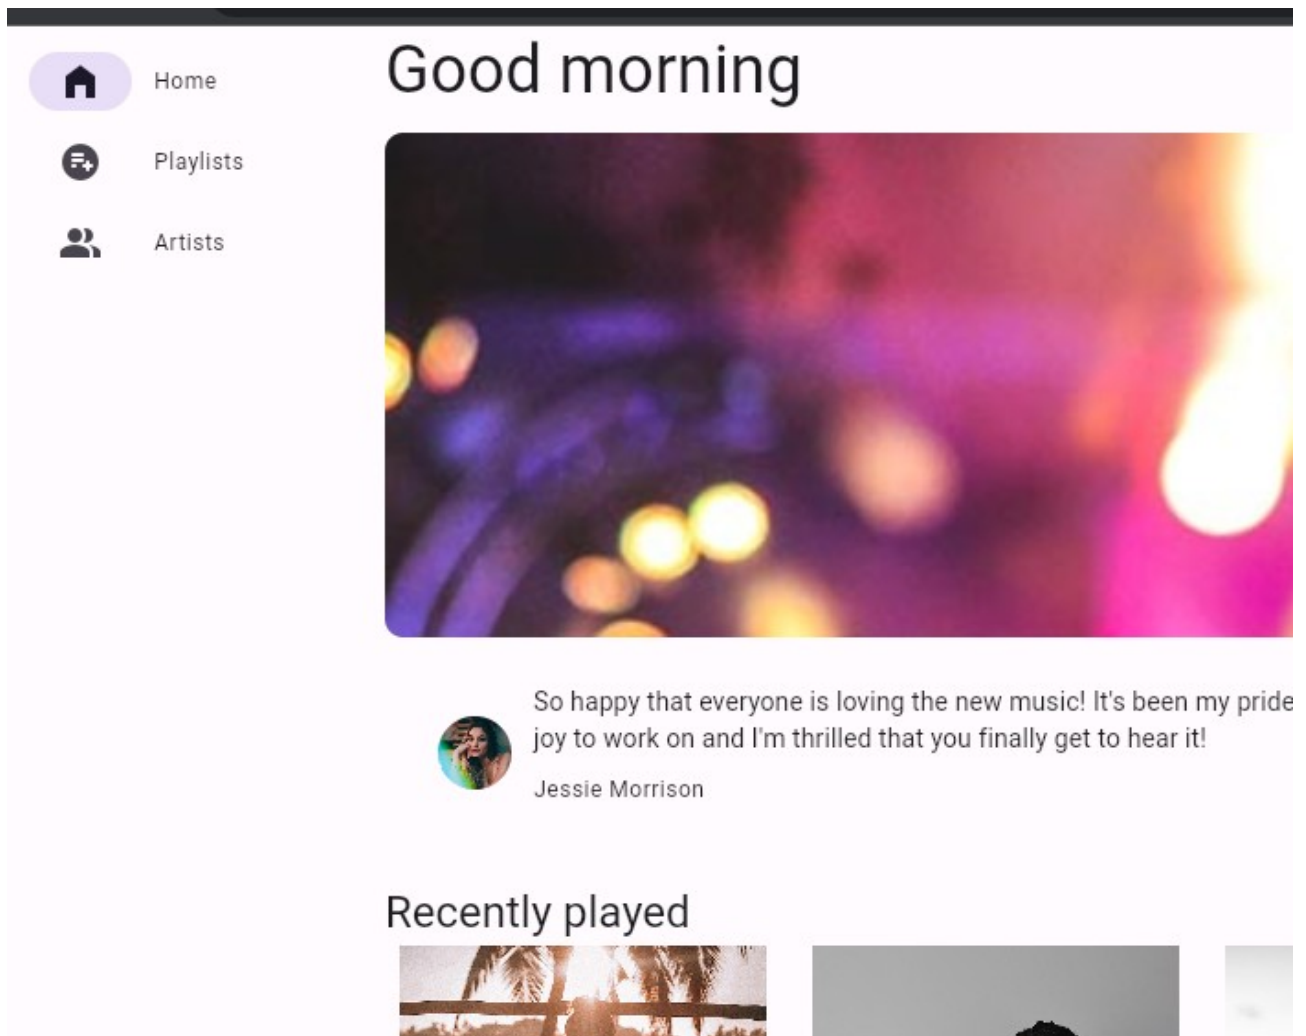 Home
Playlists
Artists
Good morning
So happy that everyone is loving the new music! It's been my pride
joy to work on and I'm thrilled that you finally get to hear it!
Jessie Morrison
Recently played